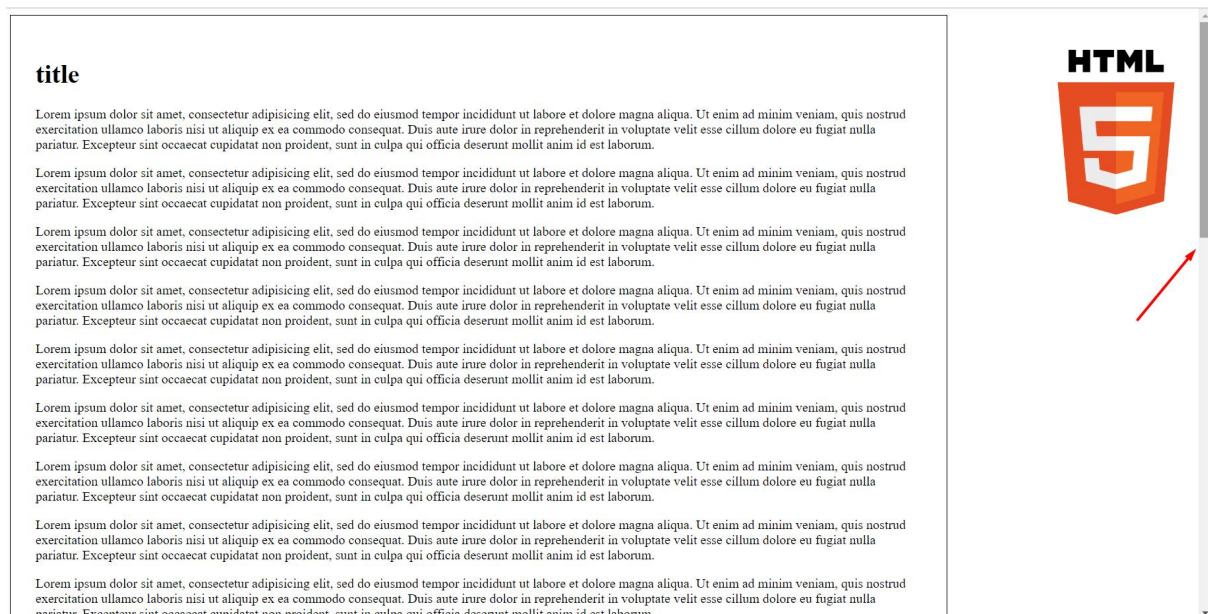 HTML
5
title
Lorem ipsum dolor sit amet, consectetur adipisicing elit, sed do eiusmod tempor incididunt ut labore et dolore magna aliqua. Ut enim ad minim veniam, quis nostrud
exercitation ullamco laboris nisi ut aliquip ex ea commodo consequat. Duis aute irure dolor in reprehenderit in voluptate velit esse cillum dolore eu fugiat nulla
pariatur. Excepteur sint occaecat cupidatat non proident, sunt in culpa qui officia deserunt mollit anim id est laborum.
Lorem ipsum dolor sit amet, consectetur adipisicing elit, sed do eiusmod tempor incididunt ut labore et dolore magna aliqua. Ut enim ad minim veniam, quis nostrud
exercitation ullamco laboris nisi ut aliquip ex ea commodo consequat. Duis aute irure dolor in reprehenderit in voluptate velit esse cillum dolore eu fugiat nulla
pariatur. Excepteur sint occaecat cupidatat non proident, sunt in culpa qui officia deserunt mollit anim id est laborum.
Lorem ipsum dolor sit amet, consectetur adipisicing elit, sed do eiusmod tempor incididunt ut labore et dolore magna aliqua. Ut enim ad minim veniam, quis nostrud
exercitation ullamco laboris nisi ut aliquip ex ea commodo consequat. Duis aute irure dolor in reprehenderit in voluptate velit esse cillum dolore eu fugiat nulla
pariatur. Excepteur sint occaecat cupidatat non proident, sunt in culpa qui officia deserunt mollit anim id est laborum.
Lorem ipsum dolor sit amet, consectetur adipisicing elit, sed do eiusmod tempor incididunt ut labore et dolore magna aliqua. Ut enim ad minim veniam, quis nostrud
exercitation ullamco laboris nisi ut aliquip ex ea commodo consequat. Duis aute irure dolor in reprehenderit in voluptate velit esse cillum dolore eu fugiat nulla
pariatur. Excepteur sint occaecat cupidatat non proident, sunt in culpa qui officia deserunt mollit anim id est laborum.
Lorem ipsum dolor sit amet, consectetur adipisicing elit, sed do eiusmod tempor incididunt ut labore et dolore magna aliqua. Ut enim ad minim veniam, quis nostrud
exercitation ullamco laboris nisi ut aliquip ex ea commodo consequat. Duis aute irure dolor in reprehenderit in voluptate velit esse cillum dolore eu fugiat nulla
pariatur. Excepteur sint occaecat cupidatat non proident, sunt in culpa qui officia deserunt mollit anim id est laborum.
Lorem ipsum dolor sit amet, consectetur adipisicing elit, sed do eiusmod tempor incididunt ut labore et dolore magna aliqua. Ut enim ad minim veniam, quis nostrud
exercitation ullamco laboris nisi ut aliquip ex ea commodo consequat. Duis aute irure dolor in reprehenderit in voluptate velit esse cillum dolore eu fugiat nulla
pariatur. Excepteur sint occaecat cupidatat non proident, sunt in culpa qui officia deserunt mollit anim id est laborum.
Lorem ipsum dolor sit amet, consectetur adipisicing elit, sed do eiusmod tempor incididunt ut labore et dolore magna aliqua. Ut enim ad minim veniam, quis nostrud
exercitation ullamco laboris nisi ut aliquip ex ea commodo consequat. Duis aute irure dolor in reprehenderit in voluptate velit esse cillum dolore eu fugiat nulla
pariatur. Excepteur sint occaecat cupidatat non proident, sunt in culpa qui officia deserunt mollit anim id est laborum.
Lorem ipsum dolor sit amet, consectetur adipisicing elit, sed do eiusmod tempor incididunt ut labore et dolore magna aliqua. Ut enim ad minim veniam, quis nostrud
exercitation ullamco laboris nisi ut aliquip ex ea commodo consequat. Duis aute irure dolor in reprehenderit in voluptate velit esse cillum dolore eu fugiat nulla
pariatur. Excepteur sint occaecat cupidatat non proident, sunt in culpa qui officia deserunt mollit anim id est laborum.
Lorem ipsum dolor sit amet, consectetur adipisicing elit, sed do eiusmod tempor incididunt ut labore et dolore magna aliqua. Ut enim ad minim veniam, quis nostrud
exercitation ullamco laboris nisi ut aliquip ex ea commodo consequat. Duis aute irure dolor in reprehenderit in voluptate velit esse cillum dolore eu fugiat nulla